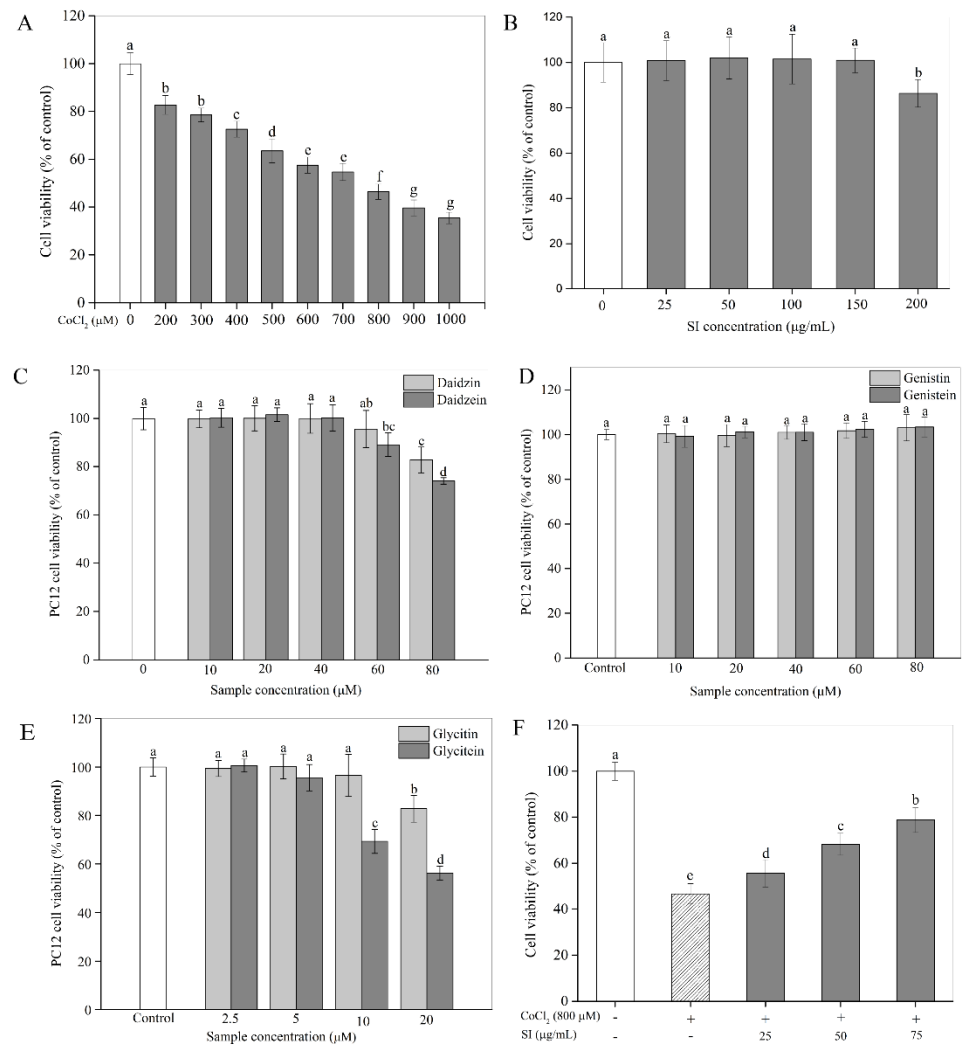 A
Cell viability (% of control)
120
100
80
60
40
20
0
a
b
b
c
d
e
e
f
g
g
CoCl₂ (μM) 0 200 300 400 500 600 700 800 900 1000
B
Cell viability (% of control)
120
100
80
60
40
20
0
a a a a a b
0 25 50 100 150 200
SI concentration (μg/mL)
C
PC12 cell viability (% of control)
120
100
80
60
40
20
0
Daidzin
Daidzein
a a a a a a a ab bc c d
0 10 20 40 60 80
Sample concentration (μM)
D
PC12 cell viability (% of control)
120
100
80
60
40
20
0
Genistin
Genistein
a a a a a a a a a a a
Control 10 20 40 60 80
Sample concentration (μM)
E
PC12 cell viability (% of control)
120
100
80
60
40
20
0
Glycitin
Glycitein
a a a a a a c b d
Control 2.5 5 10 20
Sample concentration (μM)
F
Cell viability (% of control)
120
100
80
60
40
20
0
a e d c b
CoCl₂ (800 μM) - + + + +
SI (μg/mL) - - 25 50 75